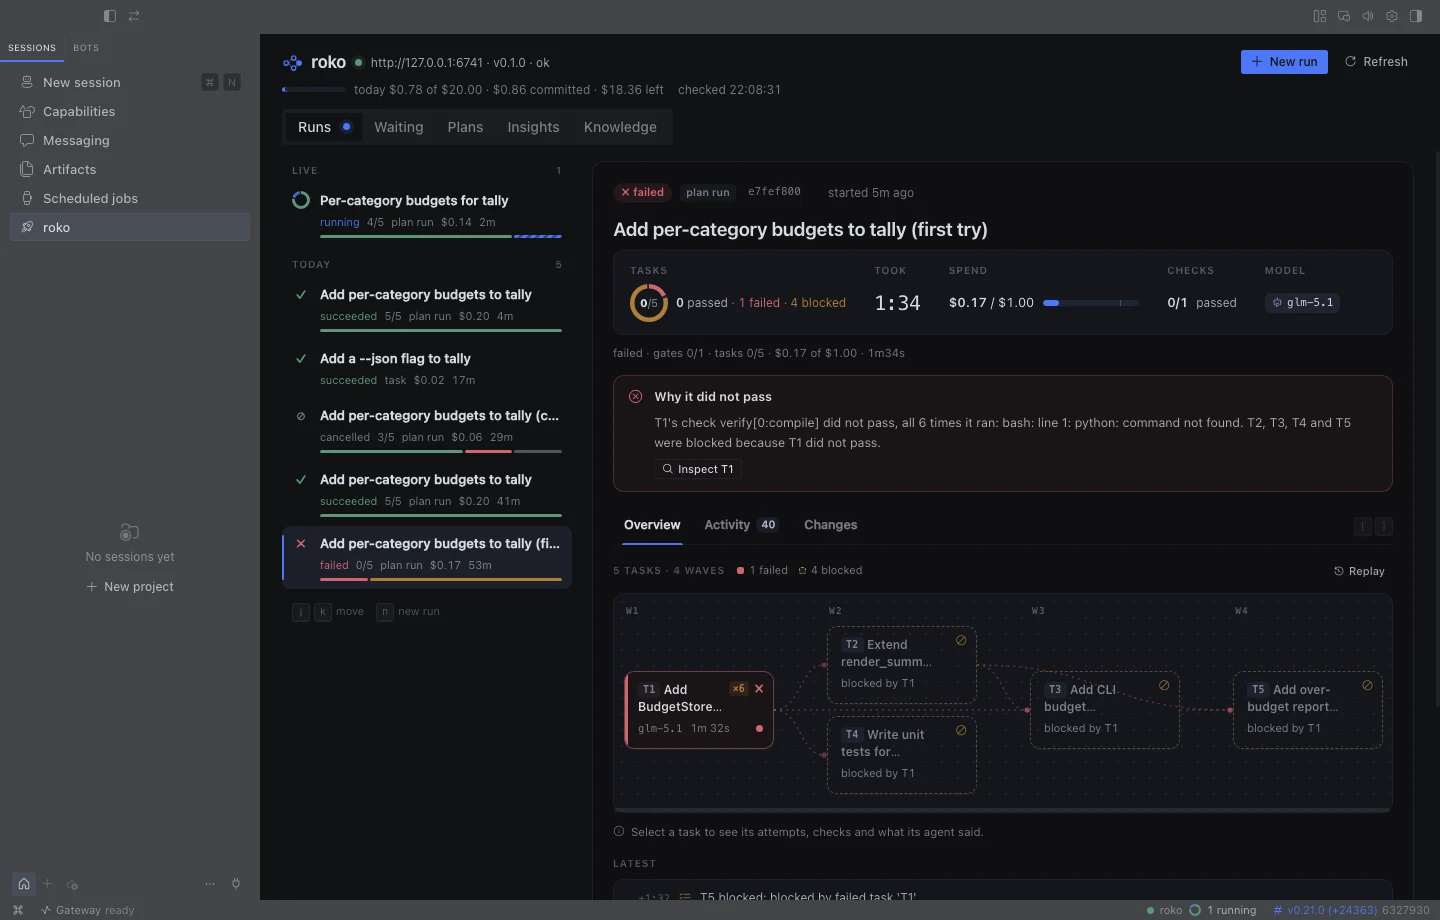 SESSIONS BOTS
New session ⌘ N
Capabilities
Messaging
Artifacts
Scheduled jobs
roko
No sessions yet
+ New project
Gateway ready
roko http://127.0.0.1:6741 · v0.1.0 · ok
+ New run
Refresh
today $0.78 of $20.00 · $0.86 committed · $18.36 left checked 22:08:31
Runs Waiting Plans Insights Knowledge
LIVE 1
Per-category budgets for tally
running 4/5 plan run $0.14 2m
TODAY 5
Add per-category budgets to tally
succeeded 5/5 plan run $0.20 4m
Add a --json flag to tally
succeeded task $0.02 17m
Add per-category budgets to tally (c...
cancelled 3/5 plan run $0.06 29m
Add per-category budgets to tally
succeeded 5/5 plan run $0.20 41m
Add per-category budgets to tally (fi...
failed 0/5 plan run $0.17 53m
j k move n new run
failed plan run e7fef800 started 5m ago
Add per-category budgets to tally (first try)
TASKS TOOK SPEND CHECKS MODEL
0/5 0 passed · 1 failed · 4 blocked 1:34 $0.17 / $1.00 0/1 passed glm-5.1
failed · gates 0/1 · tasks 0/5 · $0.17 of $1.00 · 1m34s
Why it did not pass
T1's check verify[0:compile] did not pass, all 6 times it ran: bash: line 1: python: command not found. T2, T3, T4 and T5
were blocked because T1 did not pass.
Inspect T1
Overview Activity 40 Changes [ ]
5 TASKS · 4 WAVES 1 failed 4 blocked Replay
W1 W2 W3 W4
T1 Add ×6
BudgetStore...
glm-5.1 1m 32s
T2 Extend
render_summ...
blocked by T1
T4 Write unit
tests for...
blocked by T1
T3 Add CLI
budget...
blocked by T1
T5 Add over-
budget report...
blocked by T1
Select a task to see its attempts, checks and what its agent said.
LATEST
+1:32 T5 blocked: blocked by failed task 'T1'
roko 1 running # v0.21.0 (+24363) 6327930